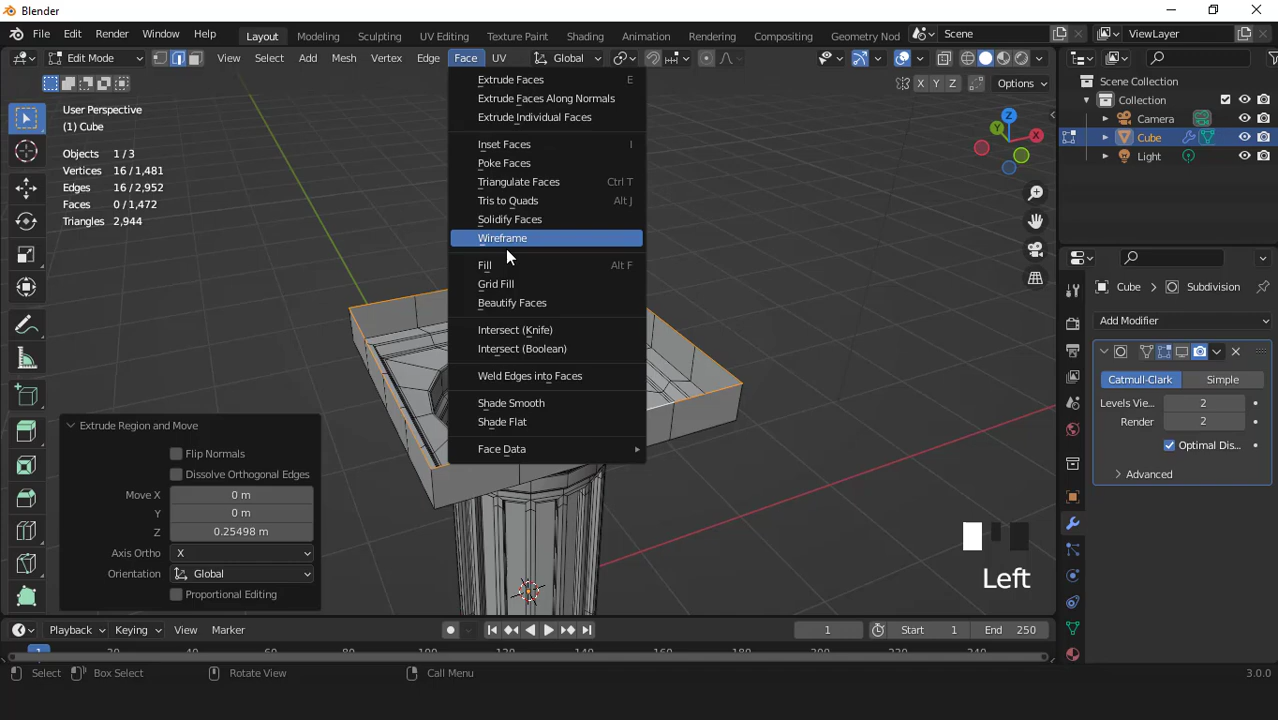 Blender
File Edit Render Window Help Layout Modeling Sculpting UV Editing Texture Paint Shading Animation Rendering Compositing Geometry Nod Scene ViewLayer
Edit Mode View Select Add Mesh Vertex Edge Face UV Global
X Y Z Options
User Perspective
(1) Cube
Objects 1 / 3
Vertices 16 / 1,481
Edges 16 / 2,952
Faces 0 / 1,472
Triangles 2,944
Extrude Faces E
Extrude Faces Along Normals
Extrude Individual Faces
Inset Faces I
Poke Faces
Triangulate Faces Ctrl T
Tris to Quads Alt J
Solidify Faces
Wireframe
Fill Alt F
Grid Fill
Beautify Faces
Intersect (Knife)
Intersect (Boolean)
Weld Edges into Faces
Shade Smooth
Shade Flat
Face Data
Z
Y
X
Scene Collection
Collection
Camera
Cube
Light
Cube Subdivision
Add Modifier
Catmull-Clark Simple
Levels Vie... 2
Render 2
Optimal Dis...
Advanced
Extrude Region and Move
Flip Normals
Dissolve Orthogonal Edges
Move X 0 m
Y 0 m
Z 0.25498 m
Axis Ortho X
Orientation Global
Proportional Editing
Left
Playback Keying View Marker 1 Start 1 End 250
Select Box Select Rotate View Call Menu 3.0.0